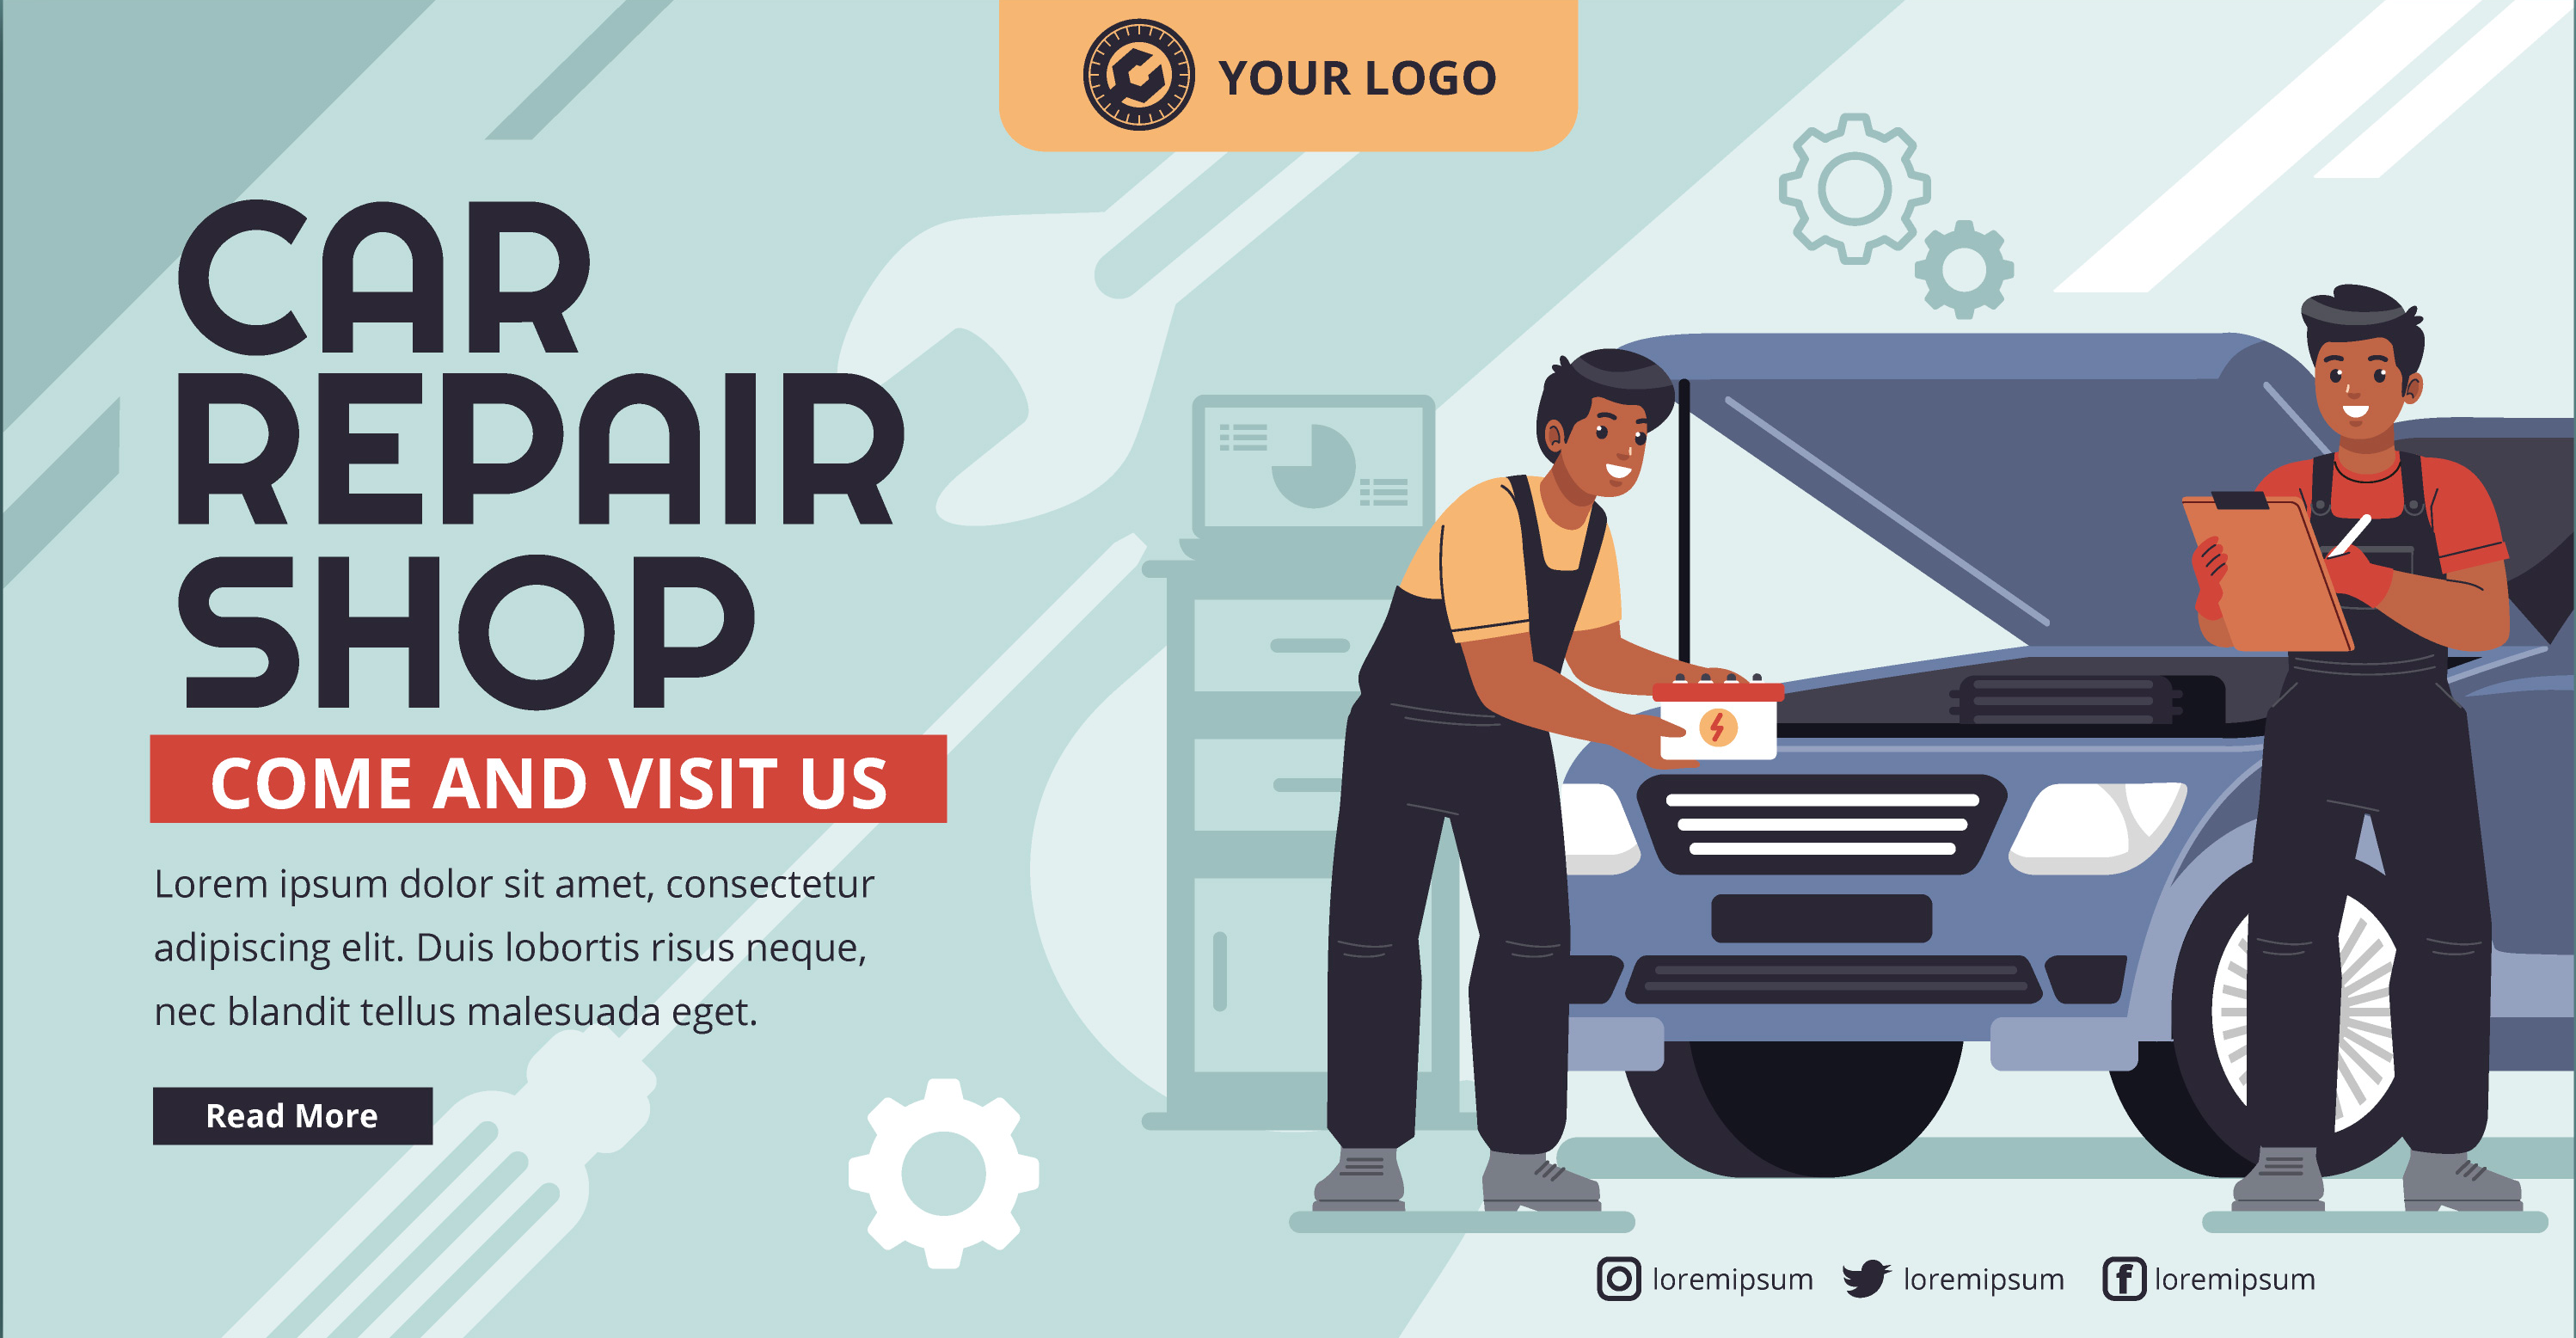 YOUR LOGO
CAR
REPAIR
SHOP
COME AND VISIT US
Lorem ipsum dolor sit amet, consectetur
adipiscing elit. Duis lobortis risus neque,
nec blandit tellus malesuada eget.
Read More
loremipsum loremipsum loremipsum